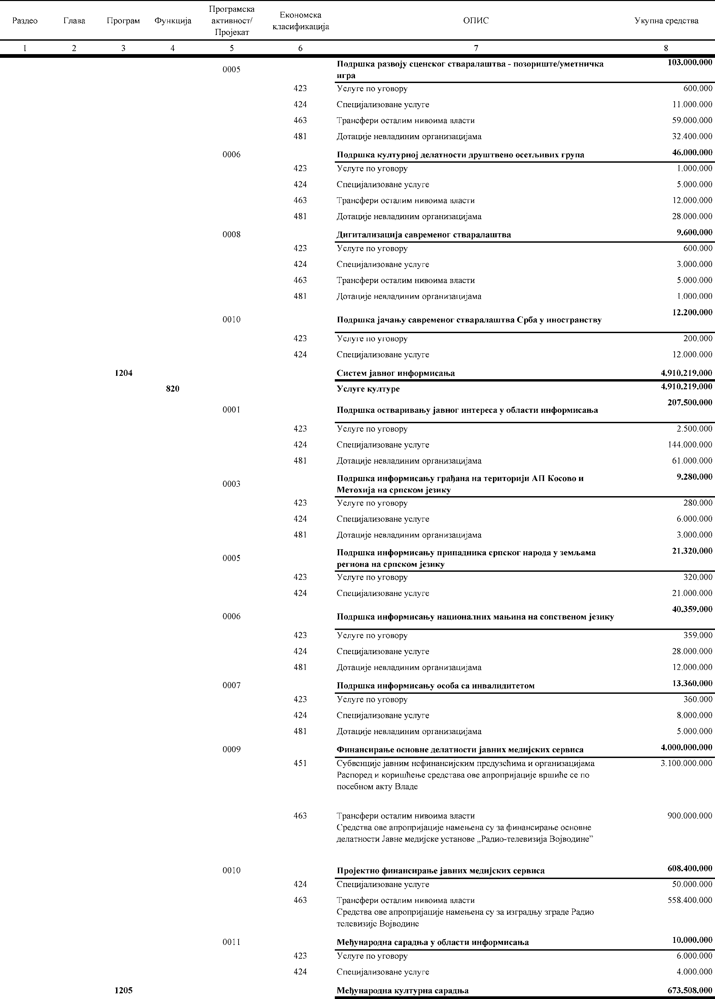 Раздео Глава Програм Функција Програмска активност/ Пројекат Економска класификација ОПИС Укупна средства
1 2 3 4 5 6 7 8
0005 Подршка развоју сценског стваралаштва - позориште/уметничка 103.000.000
игра
423 Услуге по уговору 600.000
424 Специјализоване услуге 11.000.000
463 Трансфери осталим нивоима власти 59.000.000
481 Дотације невладиним организацијама 32.400.000
0006 Подршка културној делатности друштвено осетљивих група 46.000.000
423 Услуге по уговору 1.000.000
424 Специјализоване услуге 5.000.000
463 Трансфери осталим нивоима власти 12.000.000
481 Дотације невладиним организацијама 28.000.000
0008 Дигитализација савременог стваралаштва 9.600.000
423 Услуге по уговору 600.000
424 Специјализоване услуге 3.000.000
463 Трансфери осталим нивоима власти 5.000.000
481 Дотације невладиним организацијама 1.000.000
0010 Подршка јачању савременог стваралаштва Срба у иностранству 12.200.000
423 Услуге по уговору 200.000
424 Специјализоване услуге 12.000.000
1204 Систем јавног информисања 4.910.219.000
820 Услуге културе 4.910.219.000
0001 Подршка остваривању јавног интереса у области информисања 207.500.000
423 Услуге по уговору 2.500.000
424 Специјализоване услуге 144.000.000
481 Дотације невладиним организацијама 61.000.000
0003 Подршка информисању грађана на територији АП Косово и 9.280.000
Метохија на српском језику
423 Услуге по уговору 280.000
424 Специјализоване услуге 6.000.000
481 Дотације невладиним организацијама 3.000.000
0005 Подршка информисању припадника српског народа у земљама 21.320.000
региона на српском језику
423 Услуге по уговору 320.000
424 Специјализоване услуге 21.000.000
0006 Подршка информисању националних мањина на сопственом језику 40.359.000
423 Услуге по уговору 359.000
424 Специјализоване услуге 28.000.000
481 Дотације невладиним организацијама 12.000.000
0007 Подршка информисању особа са инвалидитетом 13.360.000
423 Услуге по уговору 360.000
424 Специјализоване услуге 8.000.000
481 Дотације невладиним организацијама 5.000.000
0009 Финансирање основне делатности јавних медијских сервиса 4.000.000.000
451 Субвенције јавним нефинансијским предузећима и организацијама 3.100.000.000
Распоред и коришћење средстава ове апропријације вршиће се по
посебном акту Владе
463 Трансфери осталим нивоима власти 900.000.000
Средства ове апропријације намењена су за финансирање основне
делатности Јавне медијске установе „Радио-телевизија Војводине”
0010 Пројектно финансирање јавних медијских сервиса 608.400.000
424 Специјализоване услуге 50.000.000
463 Трансфери осталим нивоима власти 558.400.000
Средства ове апропријације намењена су за изградњу зграде Радио
телевизије Војводине
0011 Међународна сарадња у области информисања 10.000.000
423 Услуге по уговору 6.000.000
424 Специјализоване услуге 4.000.000
1205 Међународна културна сарадња 673.508.000